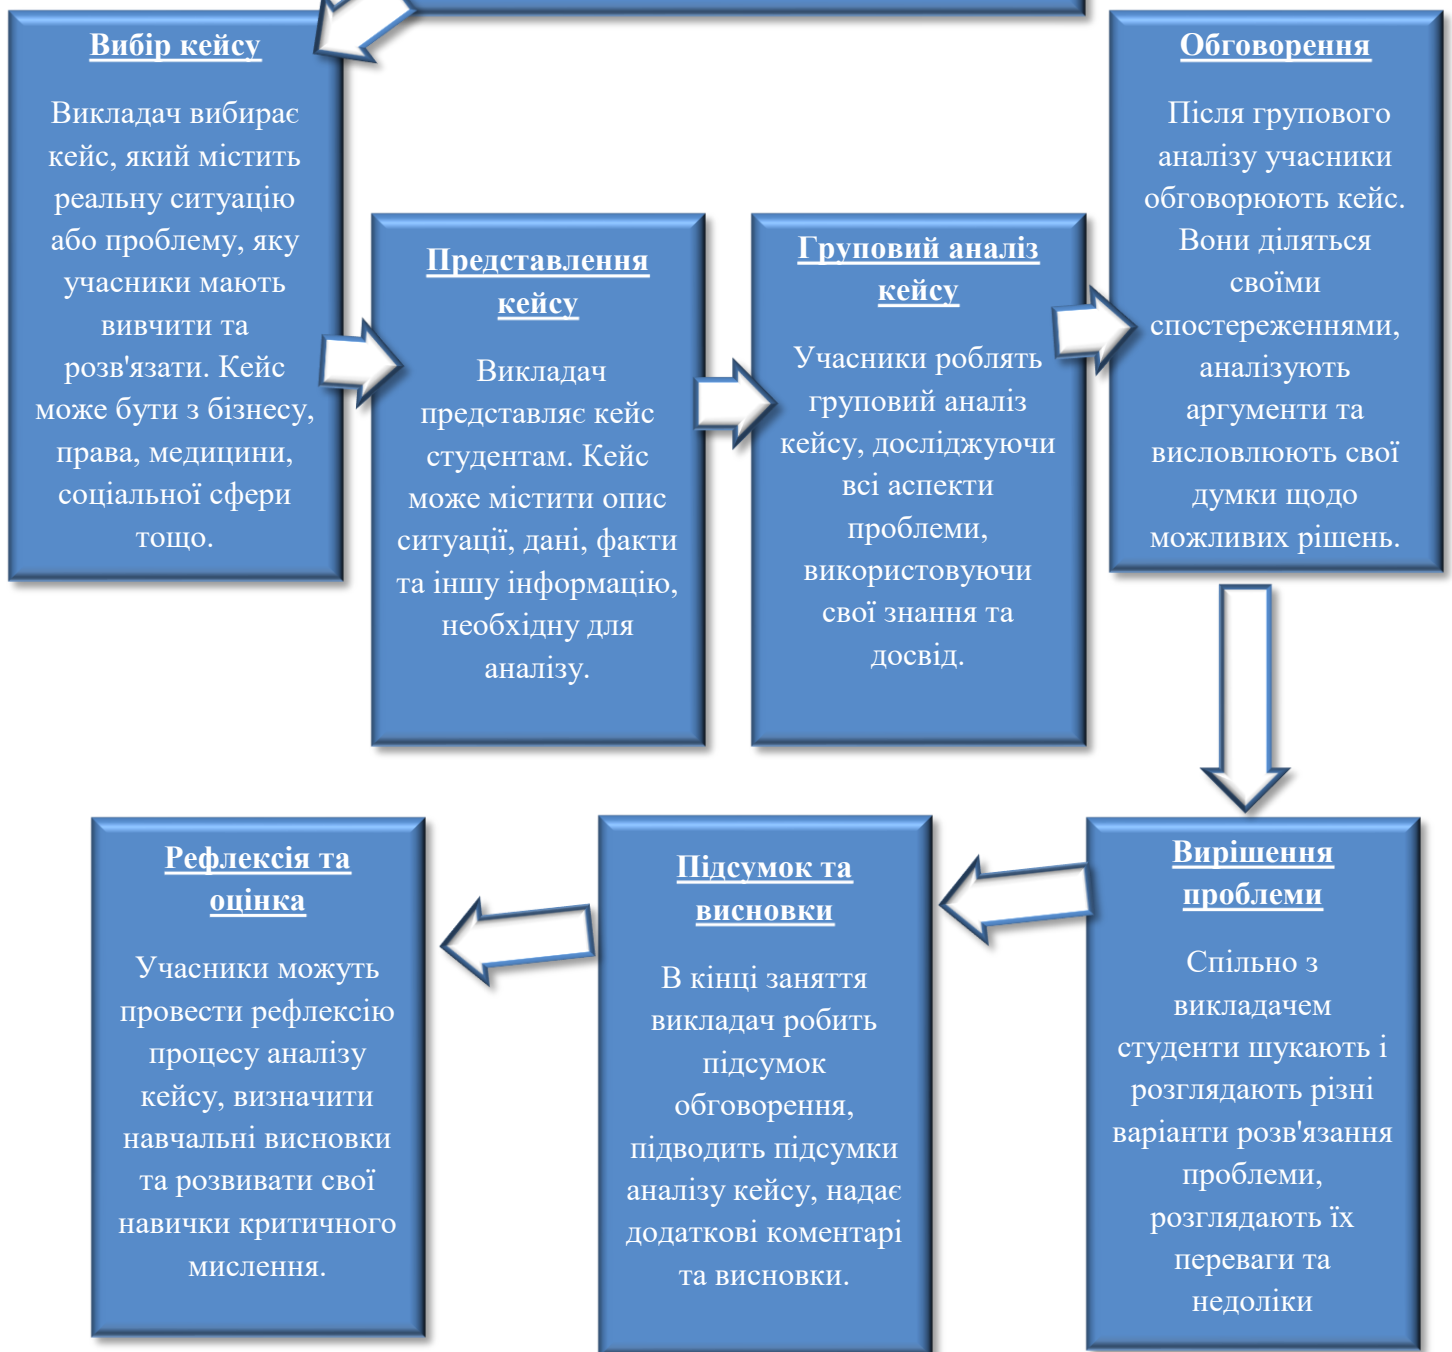 Вибір кейсу
Викладач вибирає
кейс, який містить
реальну ситуацію
або проблему, яку
учасники мають
вивчити та
розв'язати. Кейс
може бути з бізнесу,
права, медицини,
соціальної сфери
тощо.
Представлення
кейсу
Викладач
представляє кейс
студентам. Кейс
може містити опис
ситуації, дані, факти
та іншу інформацію,
необхідну для
аналізу.
Груповий аналіз
кейсу
Учасники роблять
груповий аналіз
кейсу, досліджуючи
всі аспекти
проблеми,
використовуючи
свої знання та
досвід.
Обговорення
Після групового
аналізу учасники
обговорюють кейс.
Вони діляться
своїми
спостереженнями,
аналізують
аргументи та
висловлюють свої
думки щодо
можливих рішень.
Вирішення
проблеми
Спільно з
викладачем
студенти шукають і
розглядають різні
варіанти розв'язання
проблеми,
розглядають їх
переваги та
недоліки
Підсумок та
висновки
В кінці заняття
викладач робить
підсумок
обговорення,
підводить підсумки
аналізу кейсу, надає
додаткові коментарі
та висновки.
Рефлексія та
оцінка
Учасники можуть
провести рефлексію
процесу аналізу
кейсу, визначити
навчальні висновки
та розвивати свої
навички критичного
мислення.